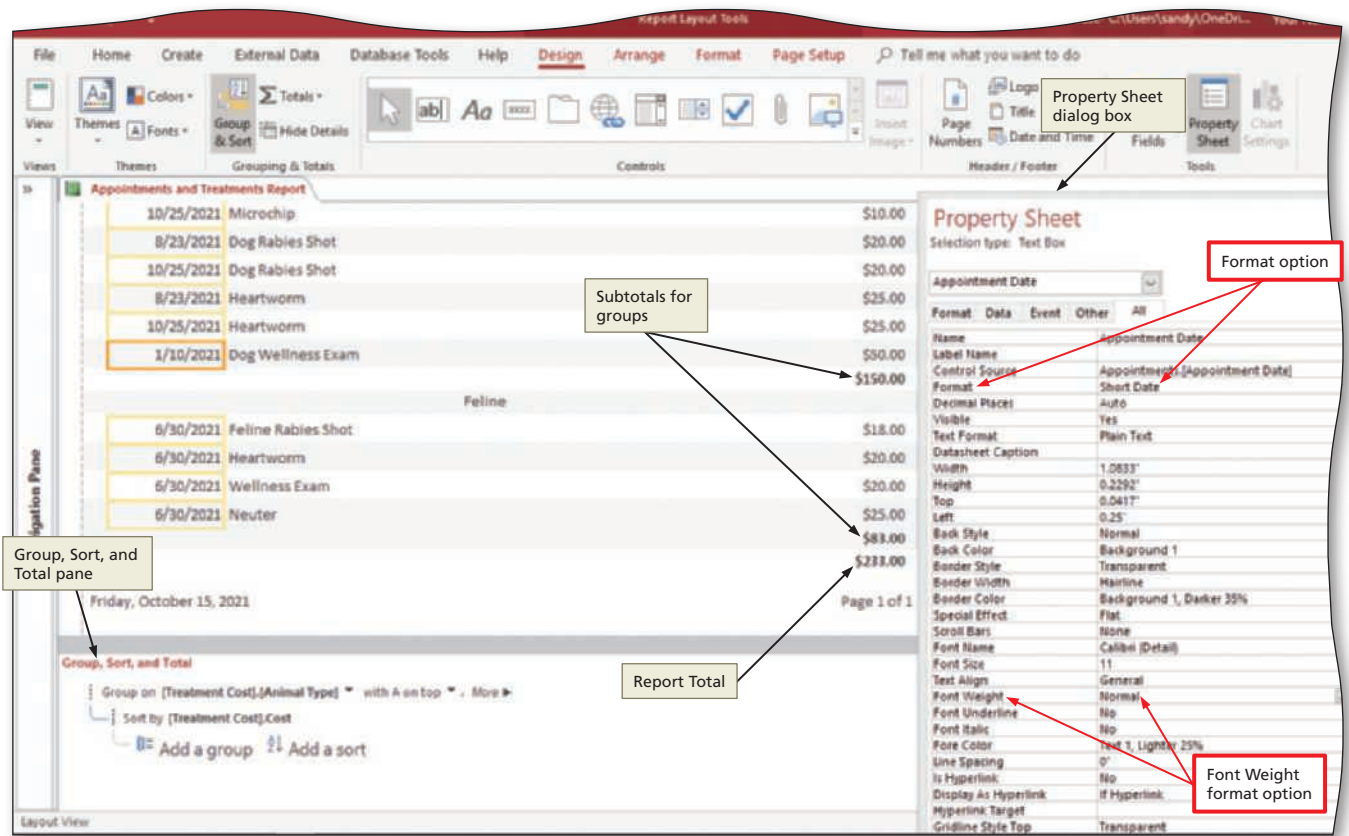 Report Layout Tools
C:\Users\sandy\OneDri...
File Home Create External Data Database Tools Help Design Arrange Format Page Setup Tell me what you want to do
View
Views
Themes
Colors
Fonts
Themes
Group & Sort
Totals
Hide Details
Grouping & Totals
ab|
Aa
xxxx
Controls
Insert Image
Page Numbers
Logo
Title
Date and Time
Header / Footer
Fields
Property Sheet
Chart Settings
Tools
Property Sheet
dialog box
Appointments and Treatments Report
10/25/2021 Microchip $10.00
8/23/2021 Dog Rabies Shot $20.00
10/25/2021 Dog Rabies Shot $20.00
8/23/2021 Heartworm $25.00
10/25/2021 Heartworm $25.00
1/10/2021 Dog Wellness Exam $50.00
$150.00
Feline
6/30/2021 Feline Rabies Shot $18.00
6/30/2021 Heartworm $20.00
6/30/2021 Wellness Exam $20.00
6/30/2021 Neuter $25.00
$83.00
$233.00
Friday, October 15, 2021 Page 1 of 1
Subtotals for
groups
Group, Sort, and
Total pane
Report Total
Group, Sort, and Total
Group on [Treatment Cost].[Animal Type] with A on top , More
Sort by [Treatment Cost].Cost
Add a group Add a sort
Layout View
Property Sheet
Selection type: Text Box
Appointment Date
Format Data Event Other All
Name Appointment Date
Label Name
Control Source Appointments.[Appointment Date]
Format Short Date
Decimal Places Auto
Visible Yes
Text Format Plain Text
Datasheet Caption
Width 1.0833"
Height 0.2292"
Top 0.0417"
Left 0.25"
Back Style Normal
Back Color Background 1
Border Style Transparent
Border Width Hairline
Border Color Background 1, Darker 35%
Special Effect Flat
Scroll Bars None
Font Name Calibri (Detail)
Font Size 11
Text Align General
Font Weight Normal
Font Underline No
Font Italic No
Fore Color Text 1, Lighter 25%
Line Spacing 0"
Is Hyperlink No
Display As Hyperlink If Hyperlink
Hyperlink Target
Gridline Style Top Transparent
Format option
Font Weight
format option